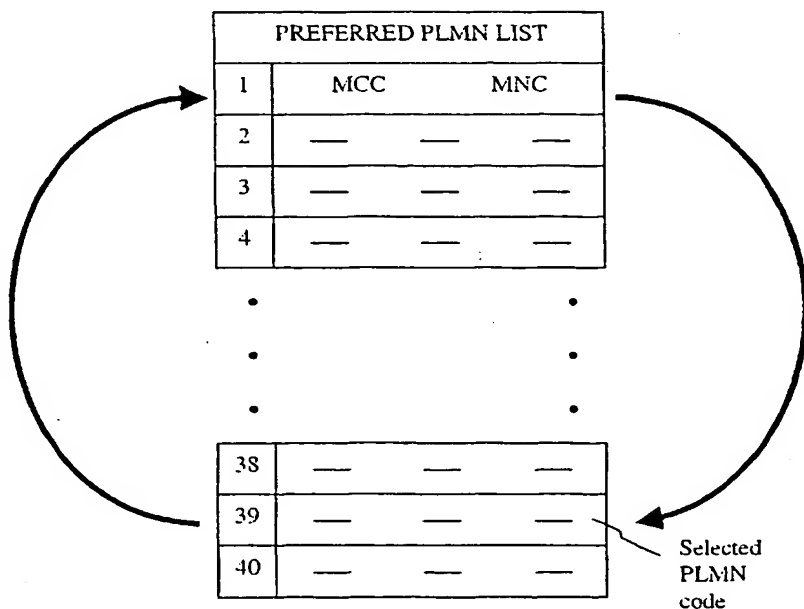 PREFERRED PLMN LIST
1 MCC MNC
2 — — —
3 — — —
4 — — —
38 — — —
39 — — —
40 — — —
Selected
PLMN
code